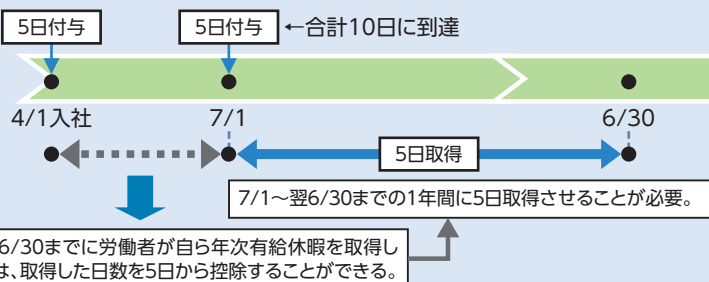 5日付与
5日付与 ←合計10日に到達
4/1入社
7/1
6/30
5日取得
7/1～翌6/30までの1年間に5日取得させることが必要。
6/30までに労働者が自ら年次有給休暇を取得し
は、取得した日数を5日から控除することができる。